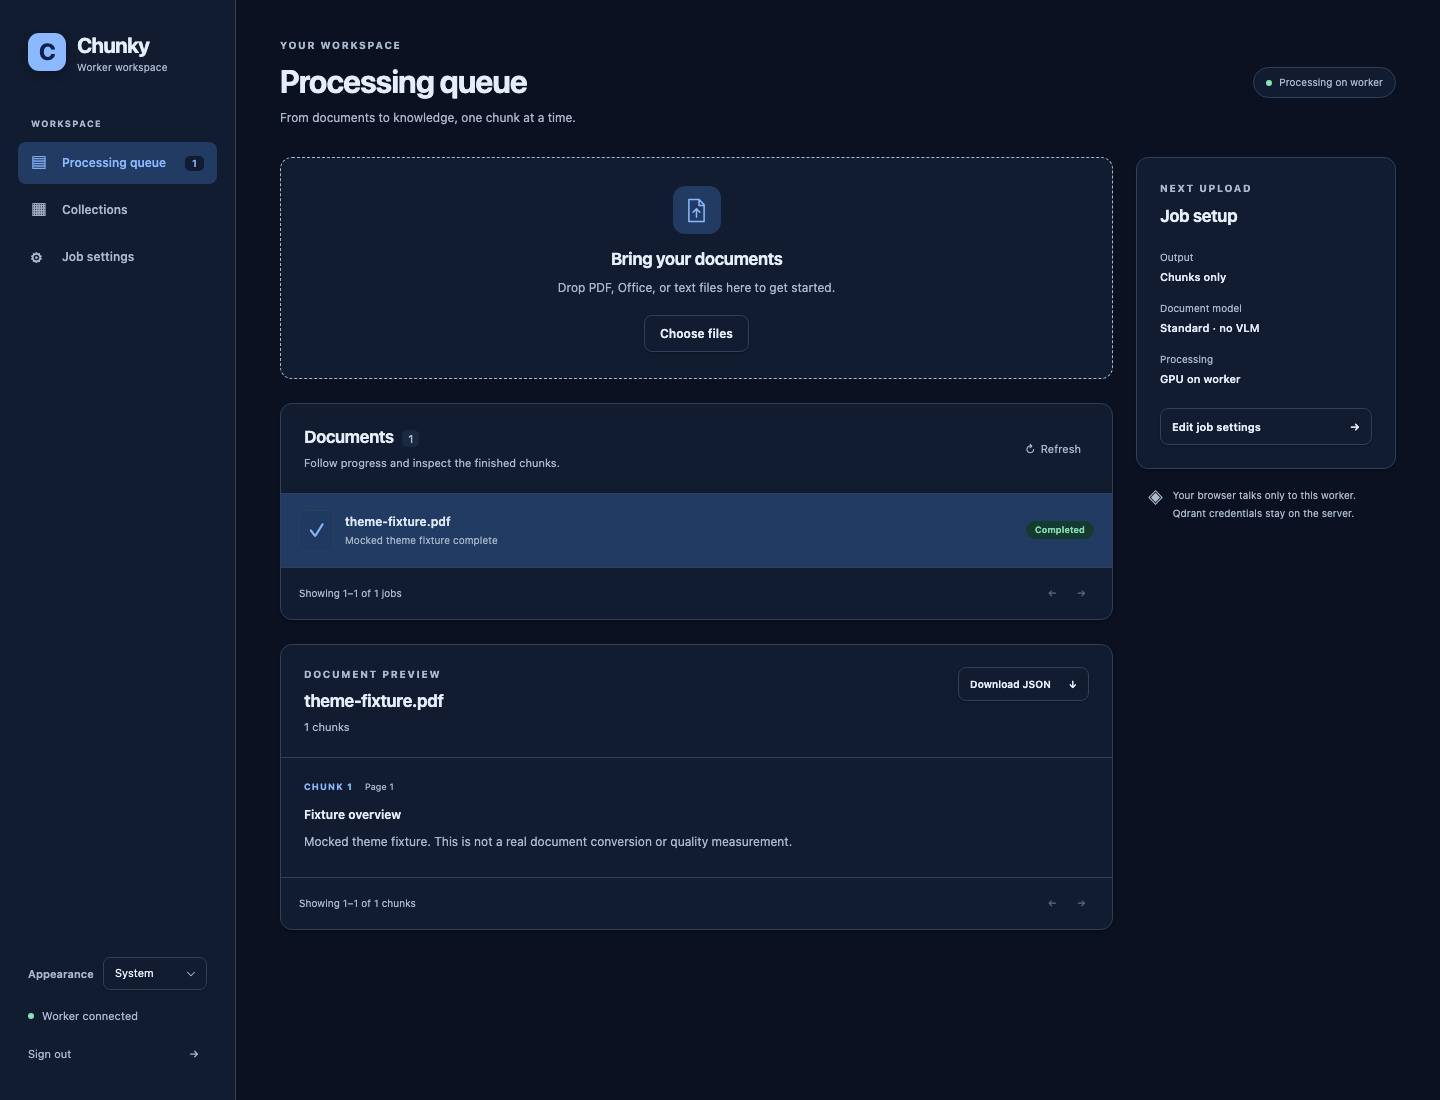 C
Chunky
Worker workspace
WORKSPACE
Processing queue 1
Collections
Job settings
Appearance System
Worker connected
Sign out →
YOUR WORKSPACE
Processing queue
From documents to knowledge, one chunk at a time.
Processing on worker
Bring your documents
Drop PDF, Office, or text files here to get started.
Choose files
Documents 1
Follow progress and inspect the finished chunks.
↻ Refresh
theme-fixture.pdf
Mocked theme fixture complete
Completed
Showing 1–1 of 1 jobs ← →
DOCUMENT PREVIEW
theme-fixture.pdf
1 chunks
Download JSON ↓
CHUNK 1 Page 1
Fixture overview
Mocked theme fixture. This is not a real document conversion or quality measurement.
Showing 1–1 of 1 chunks ← →
NEXT UPLOAD
Job setup
Output
Chunks only
Document model
Standard · no VLM
Processing
GPU on worker
Edit job settings →
Your browser talks only to this worker.
Qdrant credentials stay on the server.